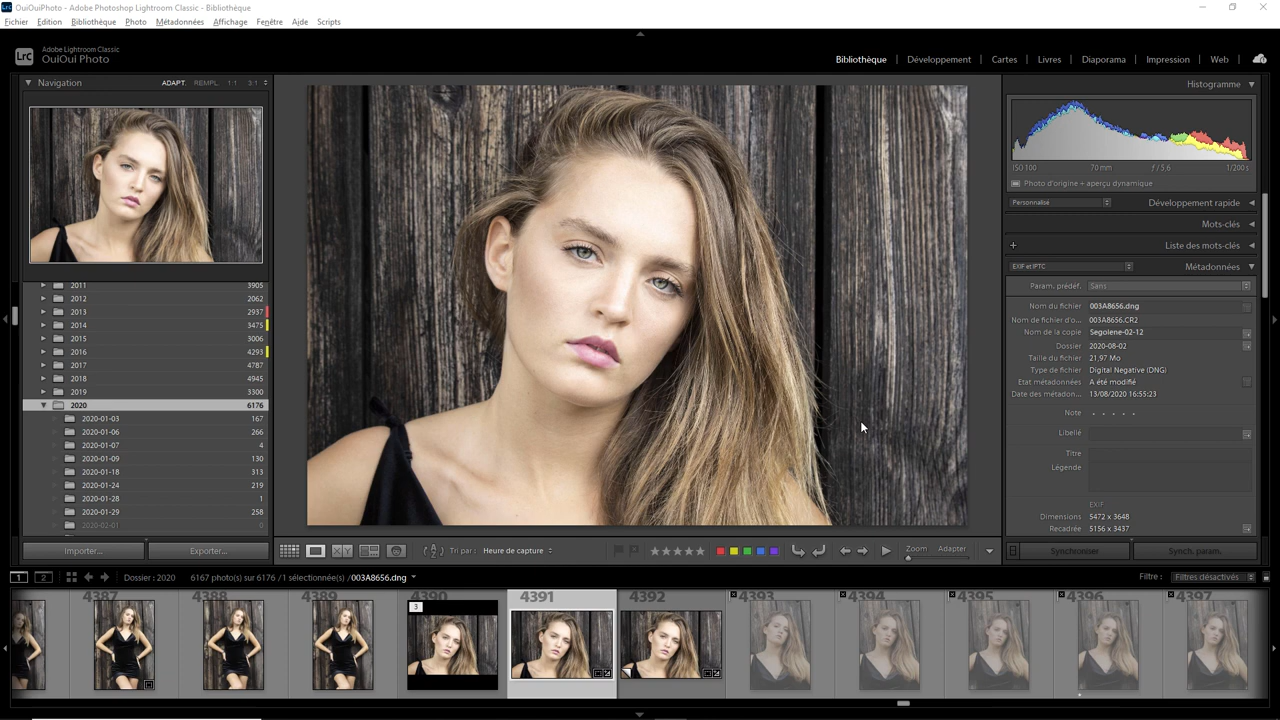 OuiOuiPhoto - Adobe Photoshop Lightroom Classic - Bibliothèque
Fichier Edition Bibliothèque Photo Métadonnées Affichage Fenêtre Aide Scripts
Lrc Adobe Lightroom Classic
OuiOui Photo
Bibliothèque | Développement | Cartes | Livres | Diaporama | Impression | Web
Navigation ADAPT. REMPL. 1:1 3:1
2011 3905
2012 2062
2013 2937
2014 3475
2015 3006
2016 4293
2017 4787
2018 4945
2019 3300
2020 6176
2020-01-03 167
2020-01-06 266
2020-01-07 4
2020-01-09 130
2020-01-18 313
2020-01-24 219
2020-01-28 1
2020-01-29 258
2020-02-01 0
Importer... Exporter...
Histogramme
ISO 100 70 mm ƒ / 5,6 1/200 s
Photo d'origine + aperçu dynamique
Personnalisé Développement rapide
Mots-clés
+ Liste des mots-clés
EXIF et IPTC Métadonnées
Param. prédéf. Sans
Nom du fichier 003A8656.dng
Nom de fichier d'o... 003A8656.CR2
Nom de la copie Segolene-02-12
Dossier 2020-08-02
Taille du fichier 21,97 Mo
Type de fichier Digital Negative (DNG)
Etat métadonnées A été modifié
Date des métadon... 13/08/2020 16:55:23
Note . . . . .
Libellé
Titre
Légende
EXIF
Dimensions 5472 x 3648
Recadrée 5156 x 3437
Synchroniser Synch. param.
XY Tri par : Heure de capture Zoom Adapter
1 2 Dossier : 2020 6167 photo(s) sur 6176 /1 sélectionnée(s) /003A8656.dng Filtre : Filtres désactivés
4387 4388 4389 4390 4391 4392 4393 4394 4395 4396 4397
3